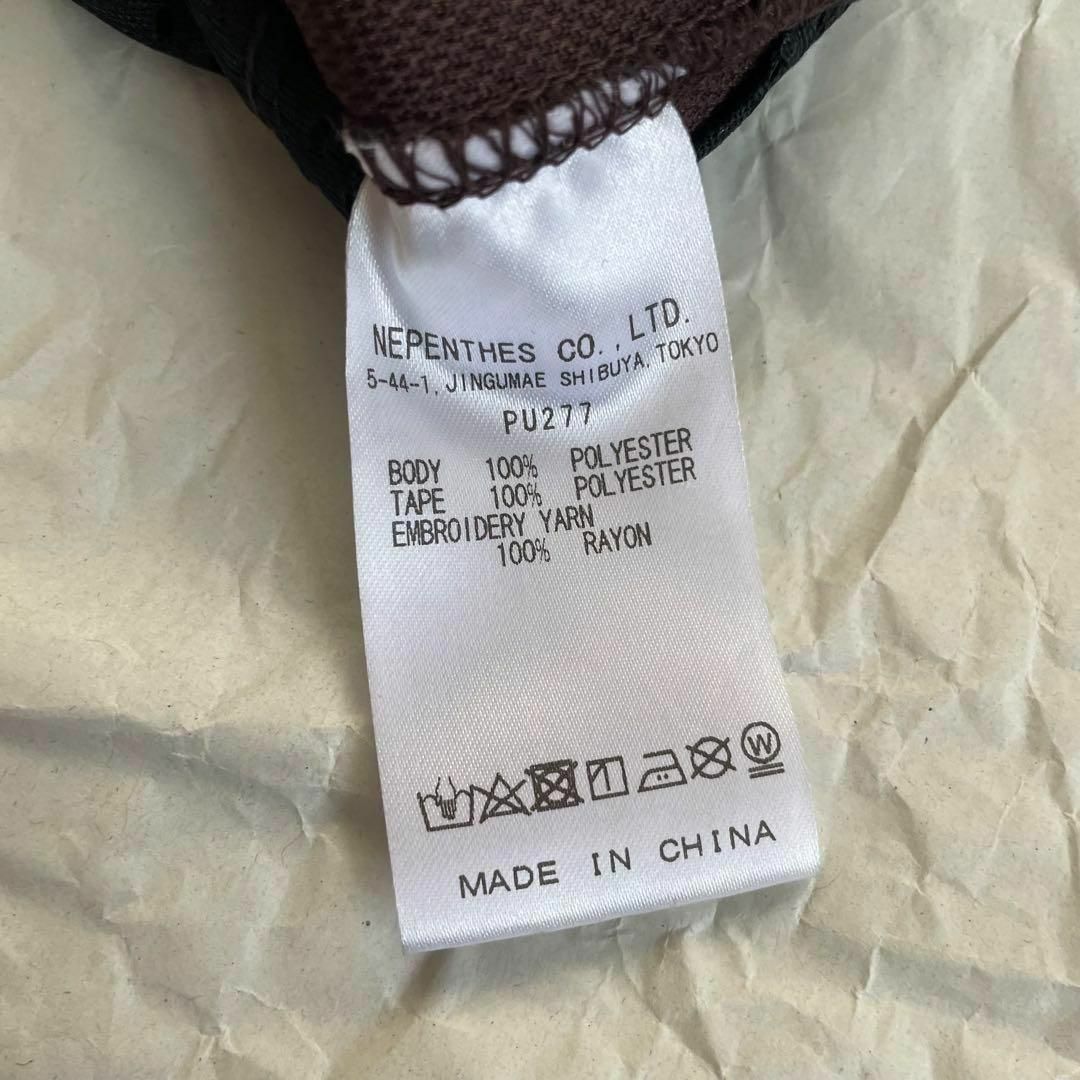 NEPENTHES CO., LTD.
5-44-1, JINGUMAE SHIBUYA, TOKYO
PU277
BODY 100% POLYESTER
TAPE 100% POLYESTER
EMBROIDERY YARN
100% RAYON
W
MADE IN CHINA